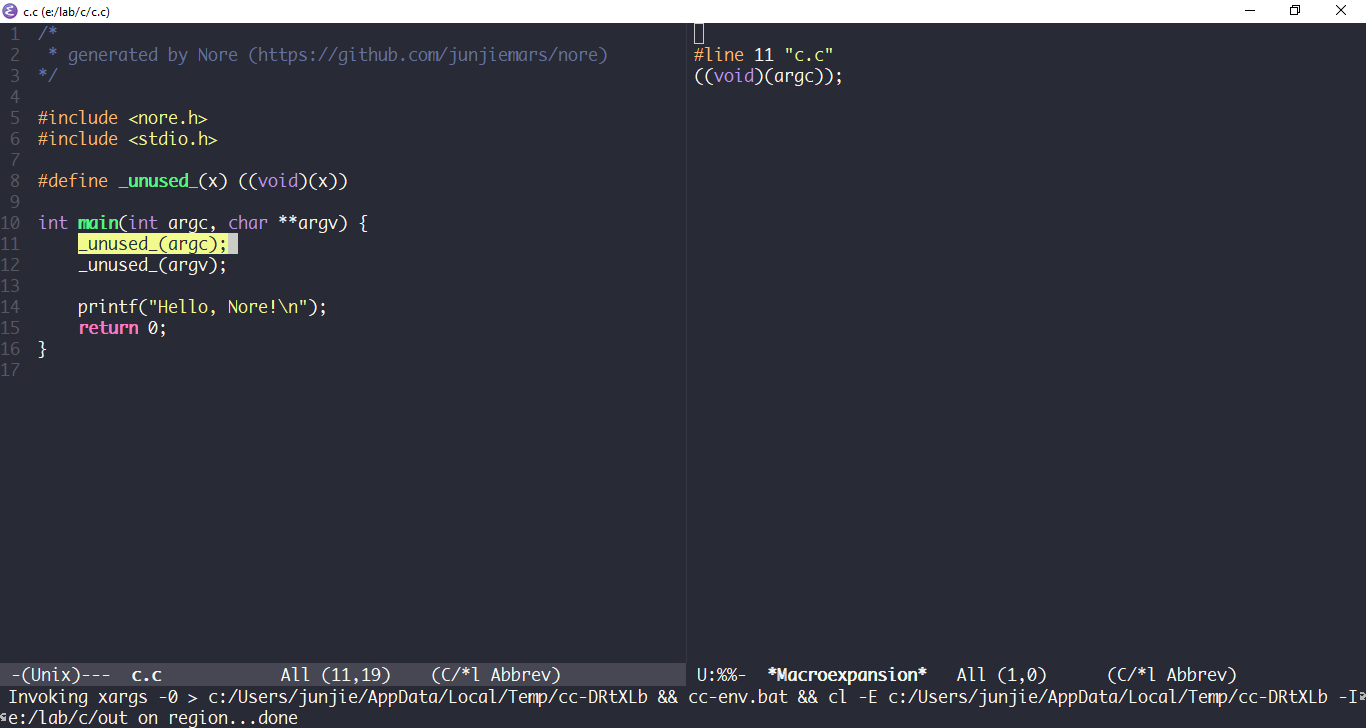 c.c (e:/lab/c/c.c)
1 /*
2  * generated by Nore (https://github.com/junjiemars/nore)
3 */
4
5 #include <nore.h>
6 #include <stdio.h>
7
8 #define _unused_(x) ((void)(x))
9
10 int main(int argc, char **argv) {
11     _unused_(argc);
12     _unused_(argv);
13
14     printf("Hello, Nore!\n");
15     return 0;
16 }
17
#line 11 "c.c"
((void)(argc));
-(Unix)---  c.c            All (11,19)    (C/*l Abbrev)
U:%%-  *Macroexpansion*   All (1,0)      (C/*l Abbrev)
Invoking xargs -0 > c:/Users/junjie/AppData/Local/Temp/cc-DRtXLb && cc-env.bat && cl -E c:/Users/junjie/AppData/Local/Temp/cc-DRtXLb -I
e:/lab/c/out on region...done